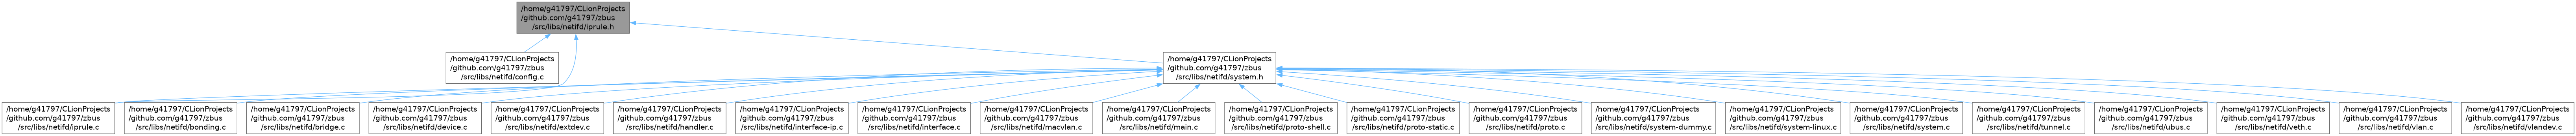 /home/g41797/CLionProjects
/github.com/g41797/zbus
/src/libs/netifd/iprule.h
/home/g41797/CLionProjects
/github.com/g41797/zbus
/src/libs/netifd/config.c
/home/g41797/CLionProjects
/github.com/g41797/zbus
/src/libs/netifd/system.h
/home/g41797/CLionProjects
/github.com/g41797/zbus
/src/libs/netifd/iprule.c
/home/g41797/CLionProjects
/github.com/g41797/zbus
/src/libs/netifd/bonding.c
/home/g41797/CLionProjects
/github.com/g41797/zbus
/src/libs/netifd/bridge.c
/home/g41797/CLionProjects
/github.com/g41797/zbus
/src/libs/netifd/device.c
/home/g41797/CLionProjects
/github.com/g41797/zbus
/src/libs/netifd/extdev.c
/home/g41797/CLionProjects
/github.com/g41797/zbus
/src/libs/netifd/handler.c
/home/g41797/CLionProjects
/github.com/g41797/zbus
/src/libs/netifd/interface-ip.c
/home/g41797/CLionProjects
/github.com/g41797/zbus
/src/libs/netifd/interface.c
/home/g41797/CLionProjects
/github.com/g41797/zbus
/src/libs/netifd/macvlan.c
/home/g41797/CLionProjects
/github.com/g41797/zbus
/src/libs/netifd/main.c
/home/g41797/CLionProjects
/github.com/g41797/zbus
/src/libs/netifd/proto-shell.c
/home/g41797/CLionProjects
/github.com/g41797/zbus
/src/libs/netifd/proto-static.c
/home/g41797/CLionProjects
/github.com/g41797/zbus
/src/libs/netifd/proto.c
/home/g41797/CLionProjects
/github.com/g41797/zbus
/src/libs/netifd/system-dummy.c
/home/g41797/CLionProjects
/github.com/g41797/zbus
/src/libs/netifd/system-linux.c
/home/g41797/CLionProjects
/github.com/g41797/zbus
/src/libs/netifd/system.c
/home/g41797/CLionProjects
/github.com/g41797/zbus
/src/libs/netifd/tunnel.c
/home/g41797/CLionProjects
/github.com/g41797/zbus
/src/libs/netifd/ubus.c
/home/g41797/CLionProjects
/github.com/g41797/zbus
/src/libs/netifd/veth.c
/home/g41797/CLionProjects
/github.com/g41797/zbus
/src/libs/netifd/vlan.c
/home/g41797/CLionProjects
/github.com/g41797/zbus
/src/libs/netifd/vlandev.c